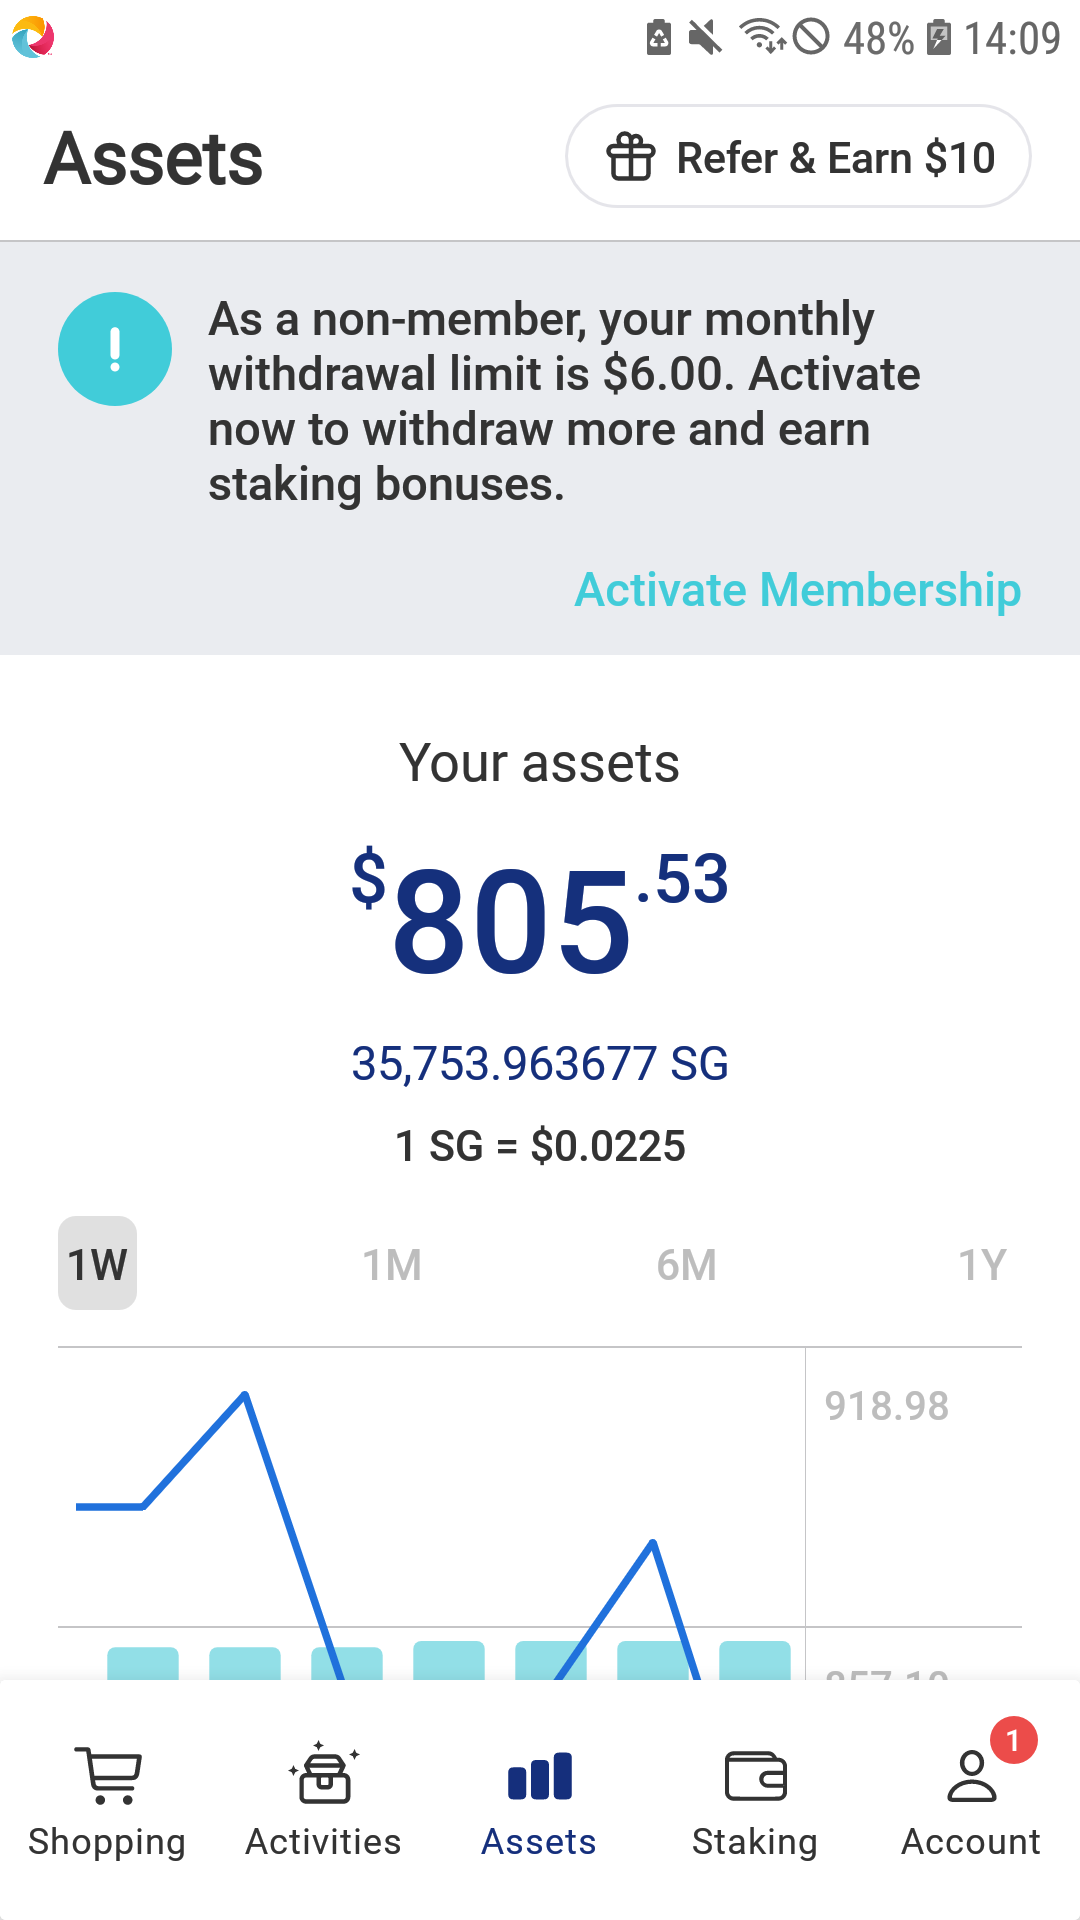 48% 14:09
Assets
Refer & Earn $10
As a non-member, your monthly
withdrawal limit is $6.00. Activate
now to withdraw more and earn
staking bonuses.
Activate Membership
Your assets
$805.53
35,753.963677 SG
1 SG = $0.0225
1W 1M 6M 1Y
918.98
1
Shopping Activities Assets Staking Account